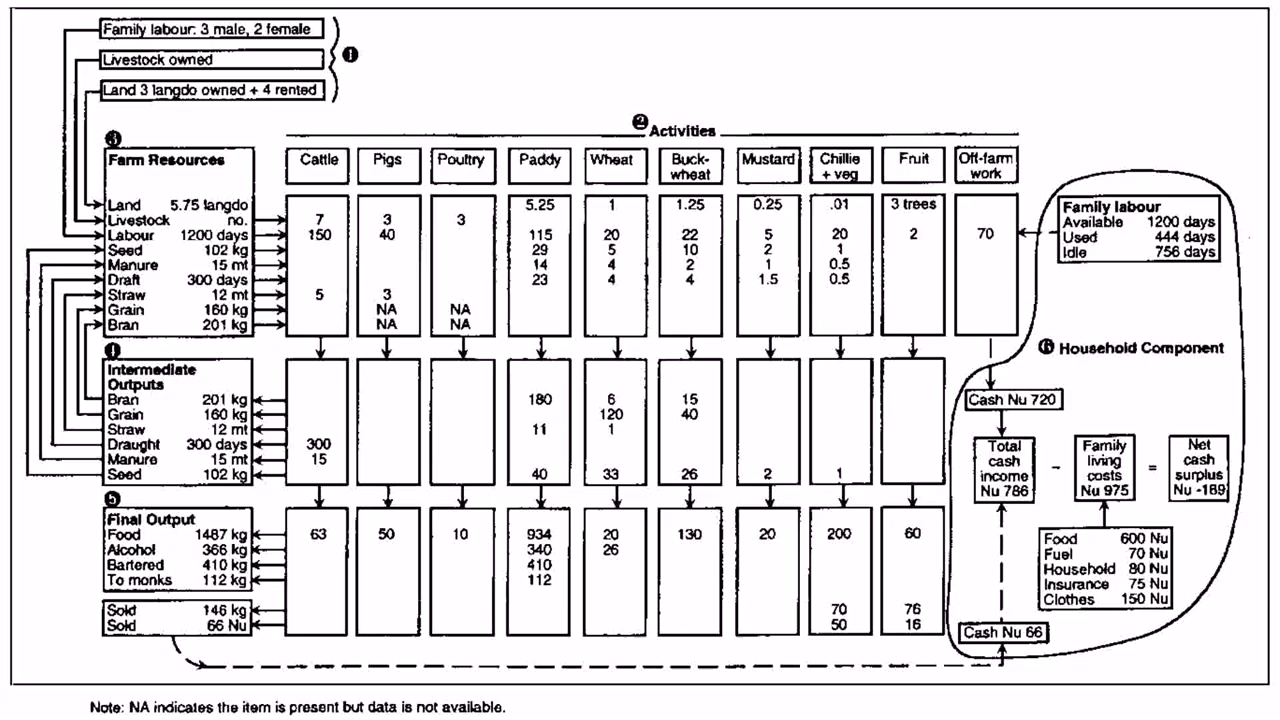 Family labour: 3 male, 2 female
Livestock owned
Land 3 langdo owned + 4 rented
❶
❷ Activities
❸
Farm Resources
Cattle Pigs Poultry Paddy Wheat Buck-wheat Mustard Chillie + veg Fruit Off-farm work
Land 5.75 langdo 5.25 1 1.25 0.25 .01 3 trees
Livestock no. 7 3 3
Labour 1200 days 150 40 115 20 22 5 20 2 70
Seed 102 kg 29 5 10 2 1
Manure 15 mt 14 4 2 1 0.5
Draft 300 days 23 4 4 1.5 0.5
Straw 12 mt 5 3
Grain 160 kg NA NA
Bran 201 kg NA NA
Family labour
Available 1200 days
Used 444 days
Idle 756 days
❹
Intermediate
Outputs
Bran 201 kg 180 6 15
Grain 160 kg 120 40
Straw 12 mt 11 1
Draught 300 days 300
Manure 15 mt 15
Seed 102 kg 40 33 26 2 1
❺
Final Output
Food 1487 kg 63 50 10 934 20 130 20 200 60
Alcohol 366 kg 340 26
Bartered 410 kg 410
To monks 112 kg 112
Sold 146 kg 70 76
Sold 66 Nu 50 16
❻ Household Component
Cash Nu 720
Total
cash
income
Nu 786
-
Family
living
costs
Nu 975
=
Net
cash
surplus
Nu -189
Food 600 Nu
Fuel 70 Nu
Household 80 Nu
Insurance 75 Nu
Clothes 150 Nu
Cash Nu 66
Note: NA indicates the item is present but data is not available.